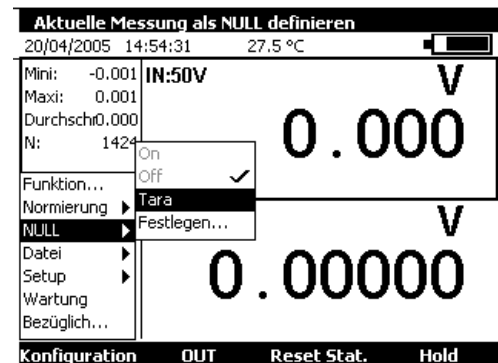 Aktuelle Messung als NULL definieren
20/04/2005 14:54:31 27.5 °C
Mini: -0.001
Maxi: 0.001
Durchschn0.000
N: 1424
IN:50V
V
0.000
On
Off
Tara
Festlegen...
Funktion...
Normierung
NULL
Datei
Setup
Wartung
Bezüglich...
V
0.00000
Konfiguration OUT Reset Stat. Hold